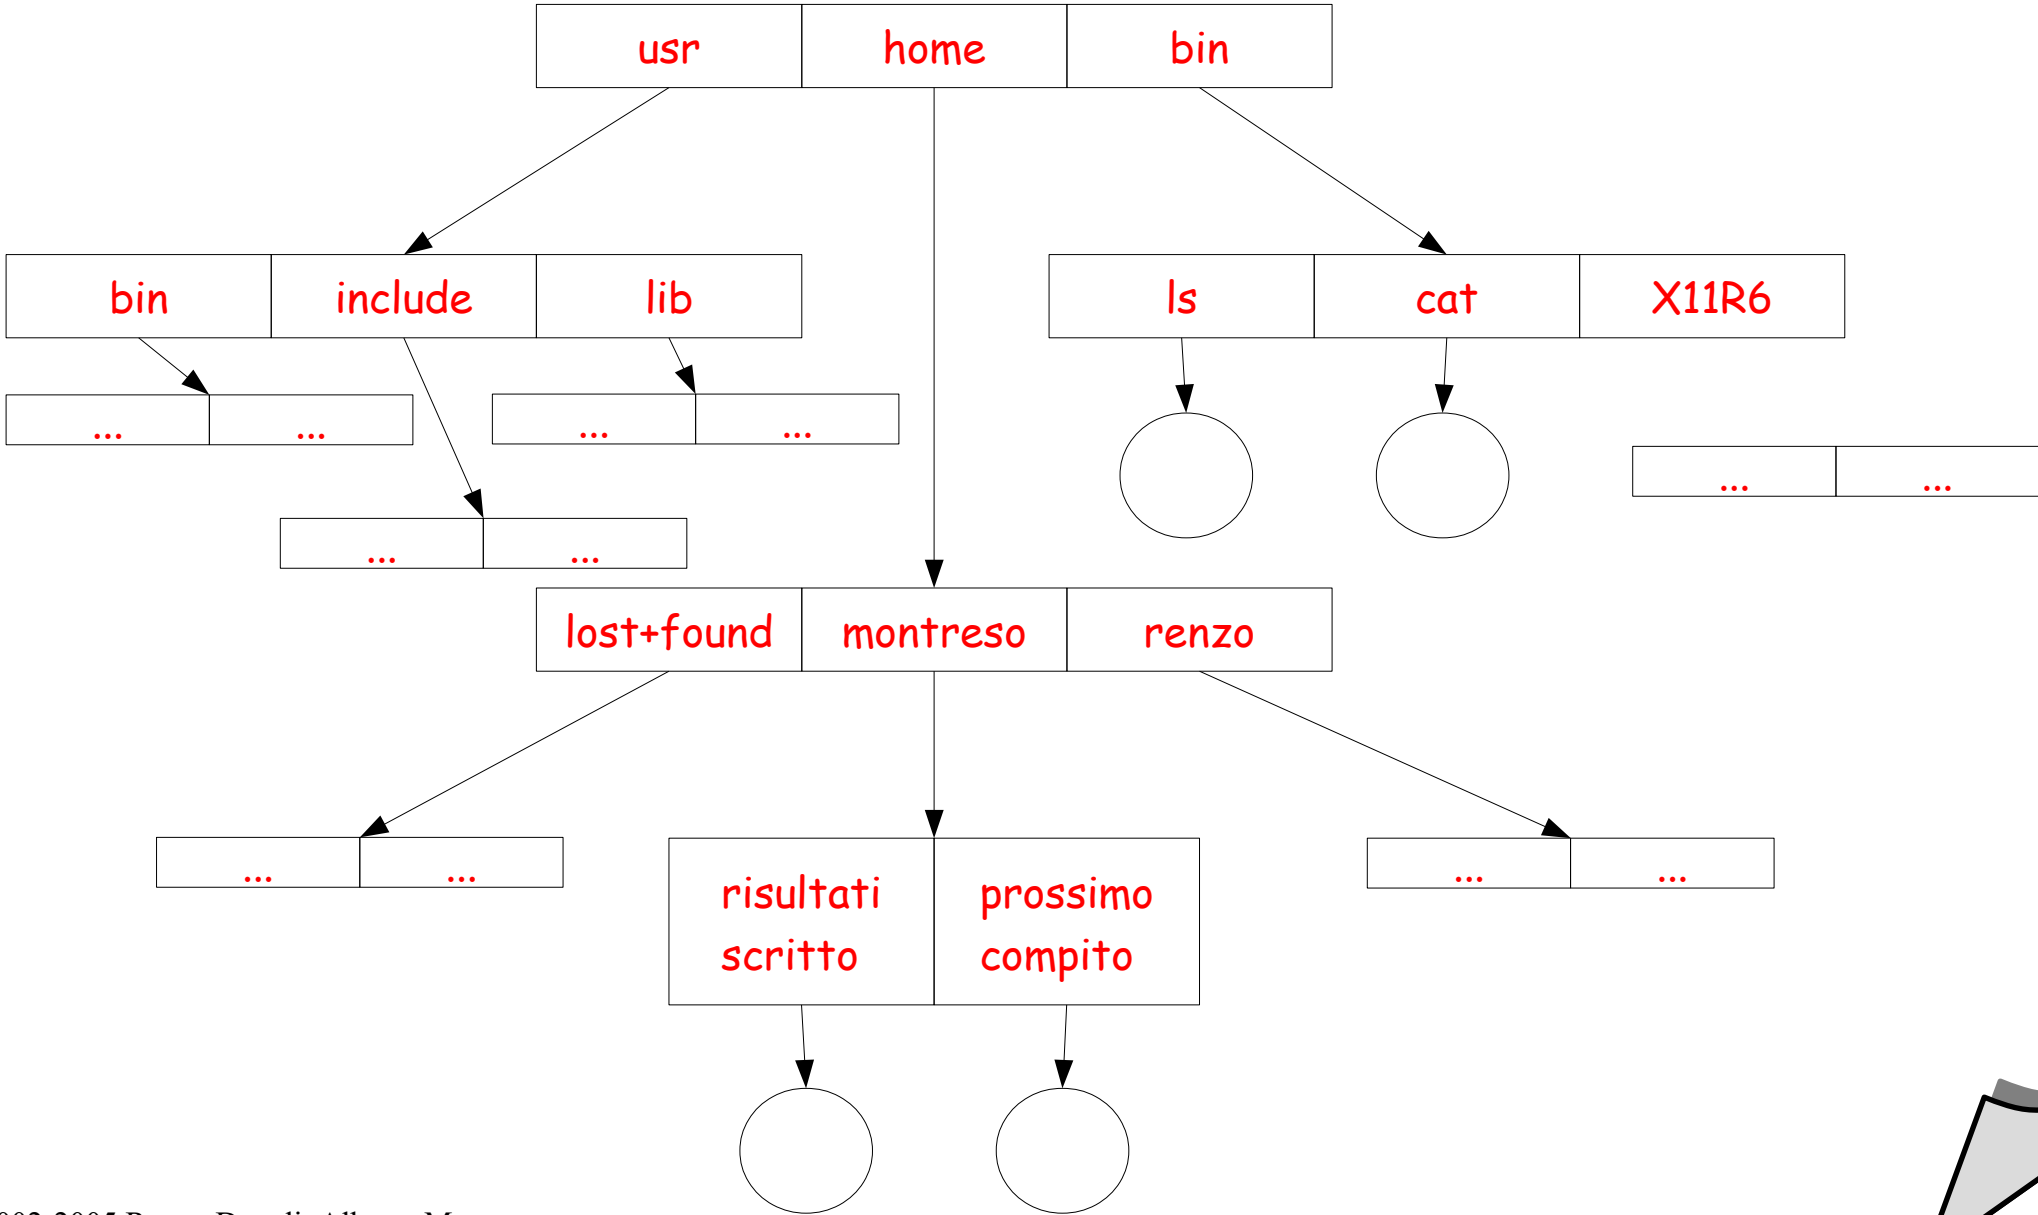 usr home bin
bin include lib
ls cat X11R6
... ...
... ...
... ...
... ...
lost+found montreso renzo
... ...
risultati
scritto
prossimo
compito
... ...